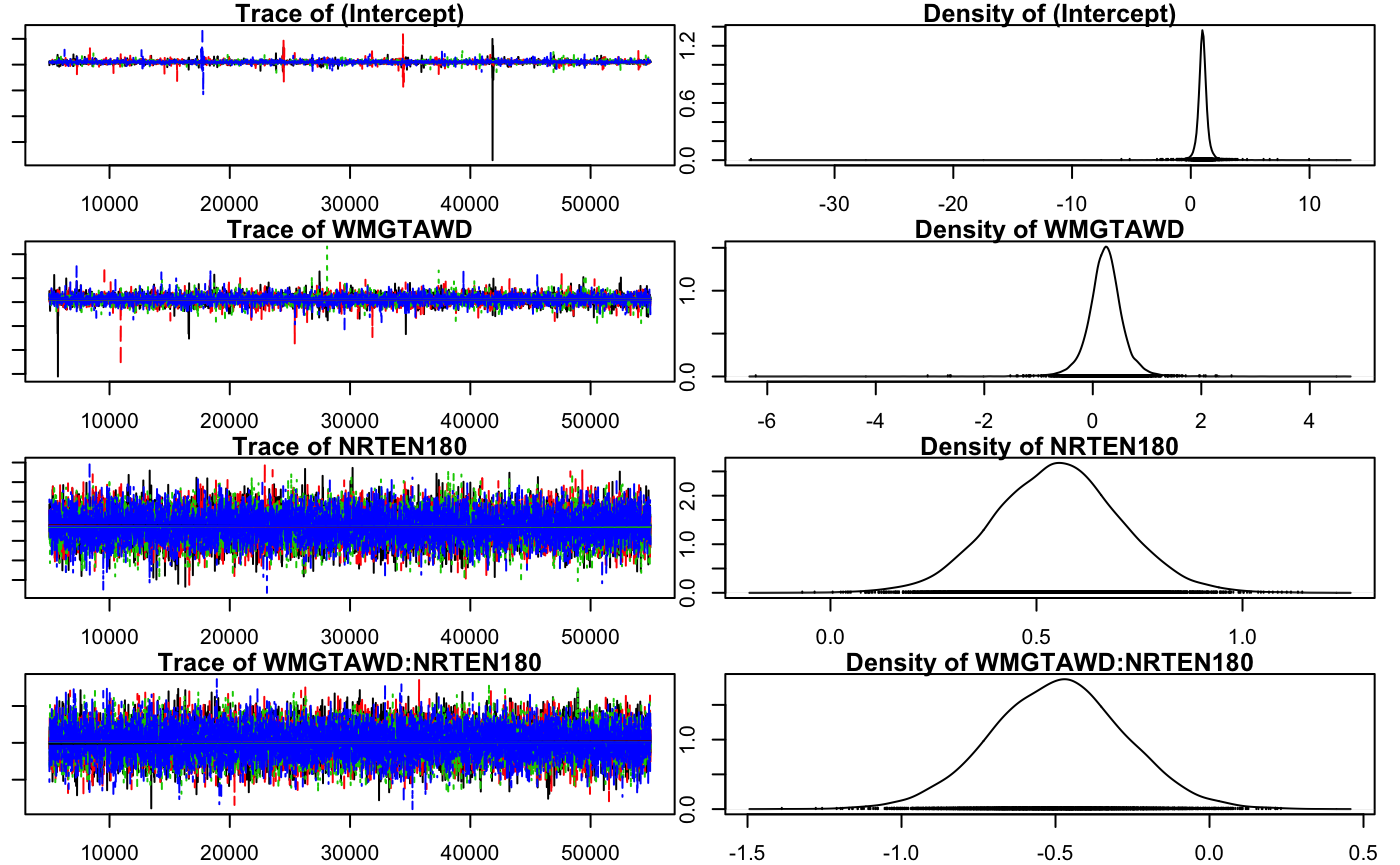 Trace of (Intercept)
10000 20000 30000 40000 50000
Density of (Intercept)
0.0 0.6 1.2
-30 -20 -10 0 10
Trace of WMGTAWD
10000 20000 30000 40000 50000
Density of WMGTAWD
0.0 1.0
-6 -4 -2 0 2 4
Trace of NRTEN180
10000 20000 30000 40000 50000
Density of NRTEN180
0.0 1.0 2.0
0.0 0.5 1.0
Trace of WMGTAWD:NRTEN180
10000 20000 30000 40000 50000
Density of WMGTAWD:NRTEN180
0.0 1.0
-1.5 -1.0 -0.5 0.0 0.5